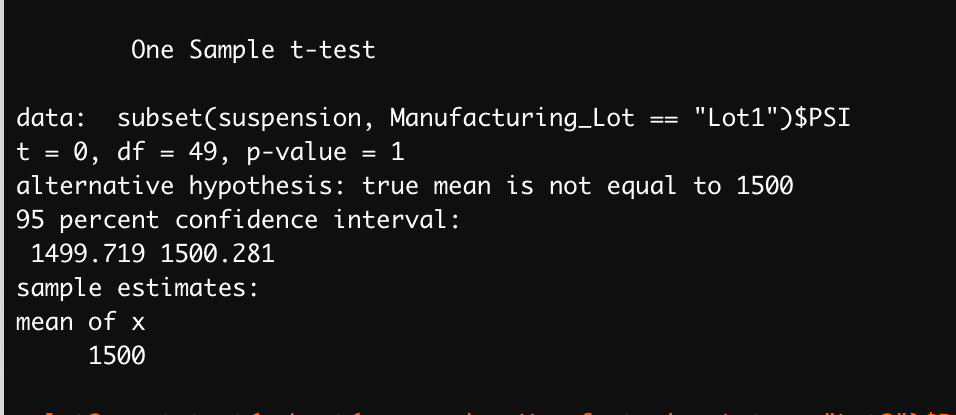 One Sample t-test
data:  subset(suspension, Manufacturing_Lot == "Lot1")$PSI
t = 0, df = 49, p-value = 1
alternative hypothesis: true mean is not equal to 1500
95 percent confidence interval:
1499.719 1500.281
sample estimates:
mean of x
1500